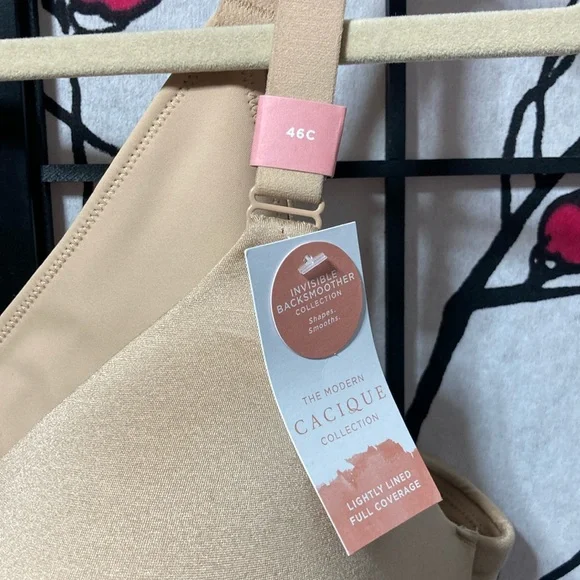 46C
INVISIBLE
BACKSMOOTHER
COLLECTION
Shapes.
Smooths.
THE MODERN
CACIQUE
COLLECTION
LIGHTLY LINED
FULL COVERAGE